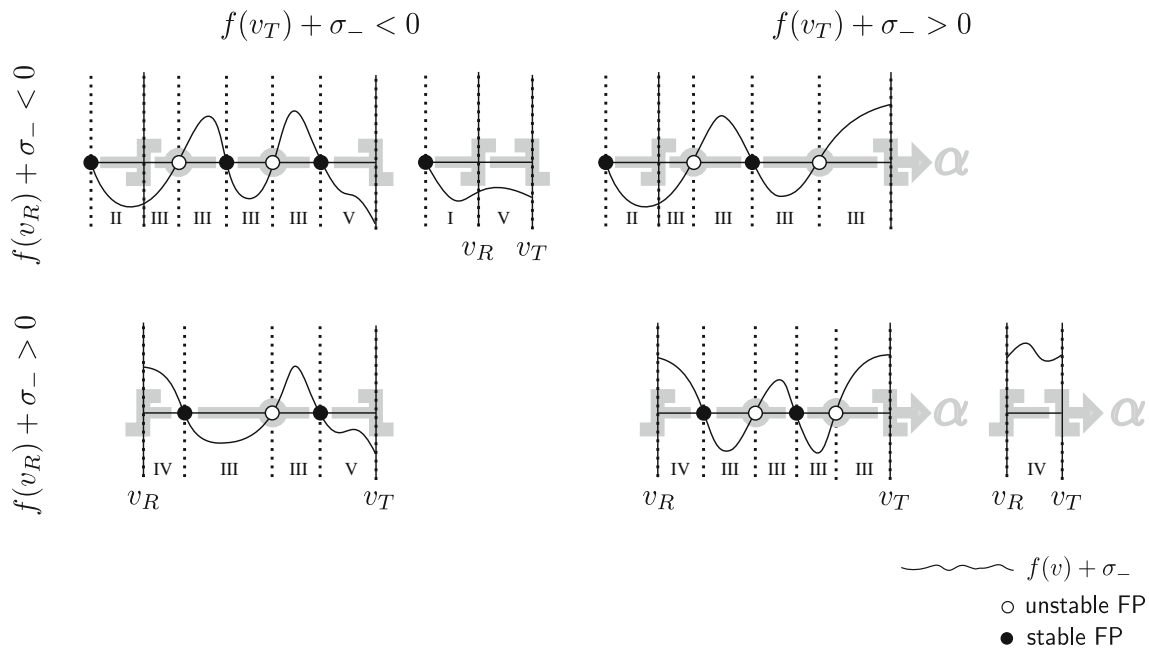 f(v_T) + σ_− < 0
f(v_T) + σ_− > 0
f(v_R) + σ_− < 0
II III III III III V
I V
II III III III III
α
v_R v_T
f(v_R) + σ_− > 0
IV III III V
IV III III III III
α
IV
α
v_R v_T
v_R v_T
v_R v_T
f(v) + σ_−
unstable FP
stable FP